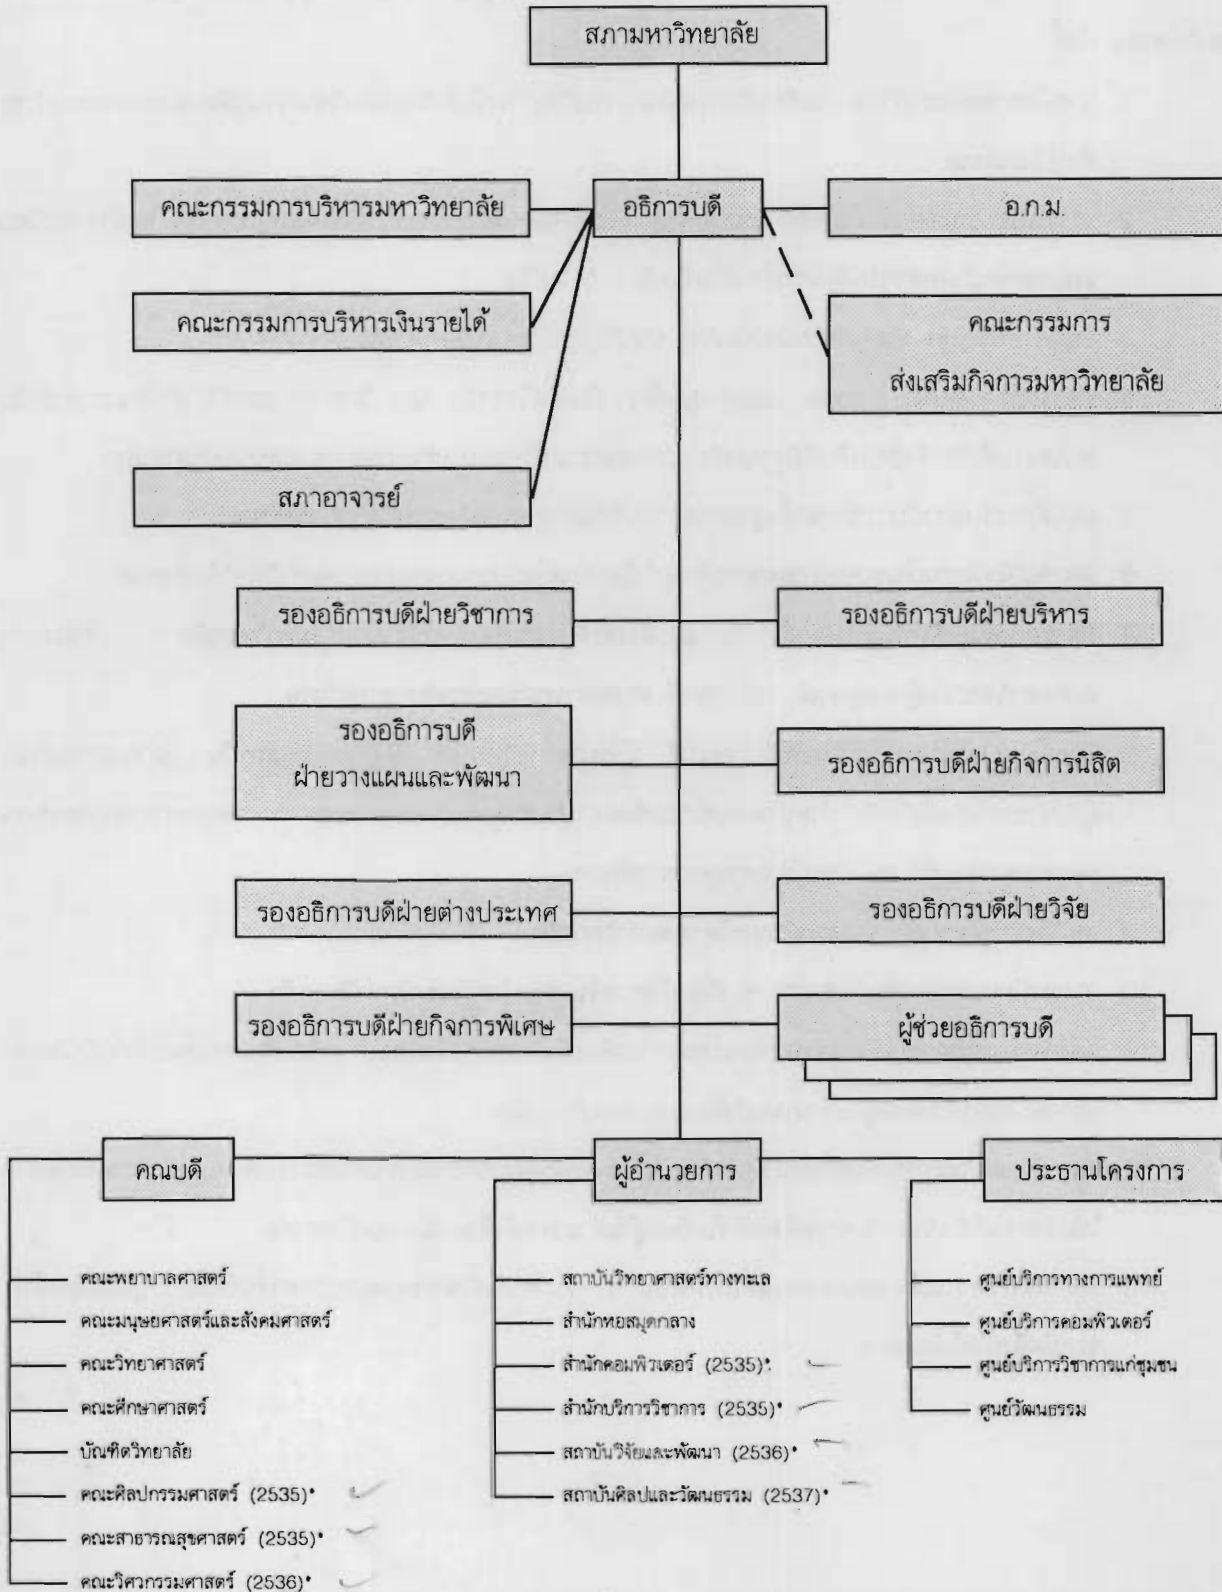 สภามหาวิทยาลัย
คณะกรรมการบริหารมหาวิทยาลัย
อธิการบดี
อ.ก.ม.
คณะกรรมการบริหารเงินรายได้
คณะกรรมการ
ส่งเสริมกิจการมหาวิทยาลัย
สภาอาจารย์
รองอธิการบดีฝ่ายวิชาการ
รองอธิการบดีฝ่ายบริหาร
รองอธิการบดี
ฝ่ายวางแผนและพัฒนา
รองอธิการบดีฝ่ายกิจการนิสิต
รองอธิการบดีฝ่ายต่างประเทศ
รองอธิการบดีฝ่ายวิจัย
รองอธิการบดีฝ่ายกิจการพิเศษ
ผู้ช่วยอธิการบดี
คณบดี
คณะพยาบาลศาสตร์
คณะมนุษยศาสตร์และสังคมศาสตร์
คณะวิทยาศาสตร์
คณะศึกษาศาสตร์
บัณฑิตวิทยาลัย
คณะศิลปกรรมศาสตร์ (2535)*
คณะสาธารณสุขศาสตร์ (2535)*
คณะวิศวกรรมศาสตร์ (2536)*
ผู้อำนวยการ
สถาบันวิทยาศาสตร์ทางทะเล
สำนักหอสมุดกลาง
สำนักคอมพิวเตอร์ (2535)*
สำนักบริการวิชาการ (2535)*
สถาบันวิจัยและพัฒนา (2536)*
สถาบันศิลปและวัฒนธรรม (2537)*
ประธานโครงการ
ศูนย์บริการทางการแพทย์
ศูนย์บริการคอมพิวเตอร์
ศูนย์บริการวิชาการแก่ชุมชน
ศูนย์วัฒนธรรม